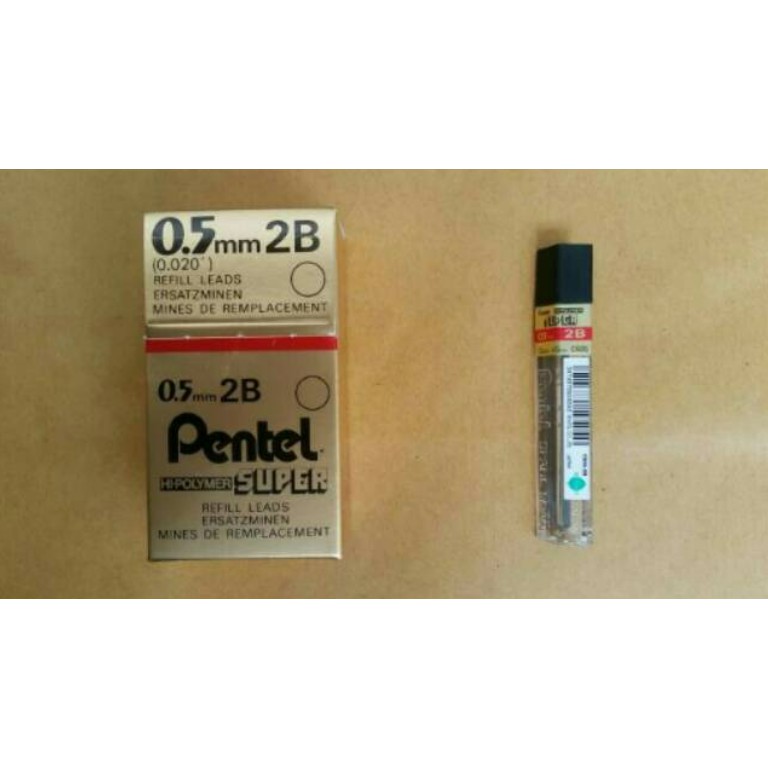 0.5mm 2B
(0.020")
REFILL LEADS
ERSATZMINEN
MINES DE REMPLACEMENT
0.5mm 2B
Pentel
HI-POLYMER SUPER
REFILL LEADS
ERSATZMINEN
MINES DE REMPLACEMENT
SUPER
2B